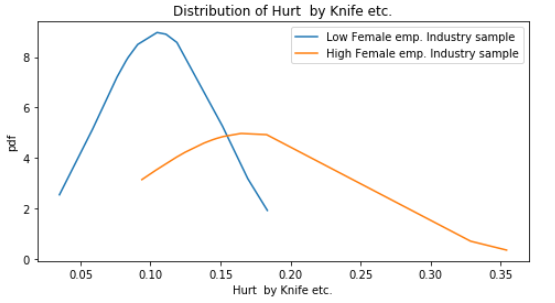 Distribution of Hurt by Knife etc.
Low Female emp. Industry sample
High Female emp. Industry sample
8
6
4
2
0
pdf
0.05 0.10 0.15 0.20 0.25 0.30 0.35
Hurt by Knife etc.